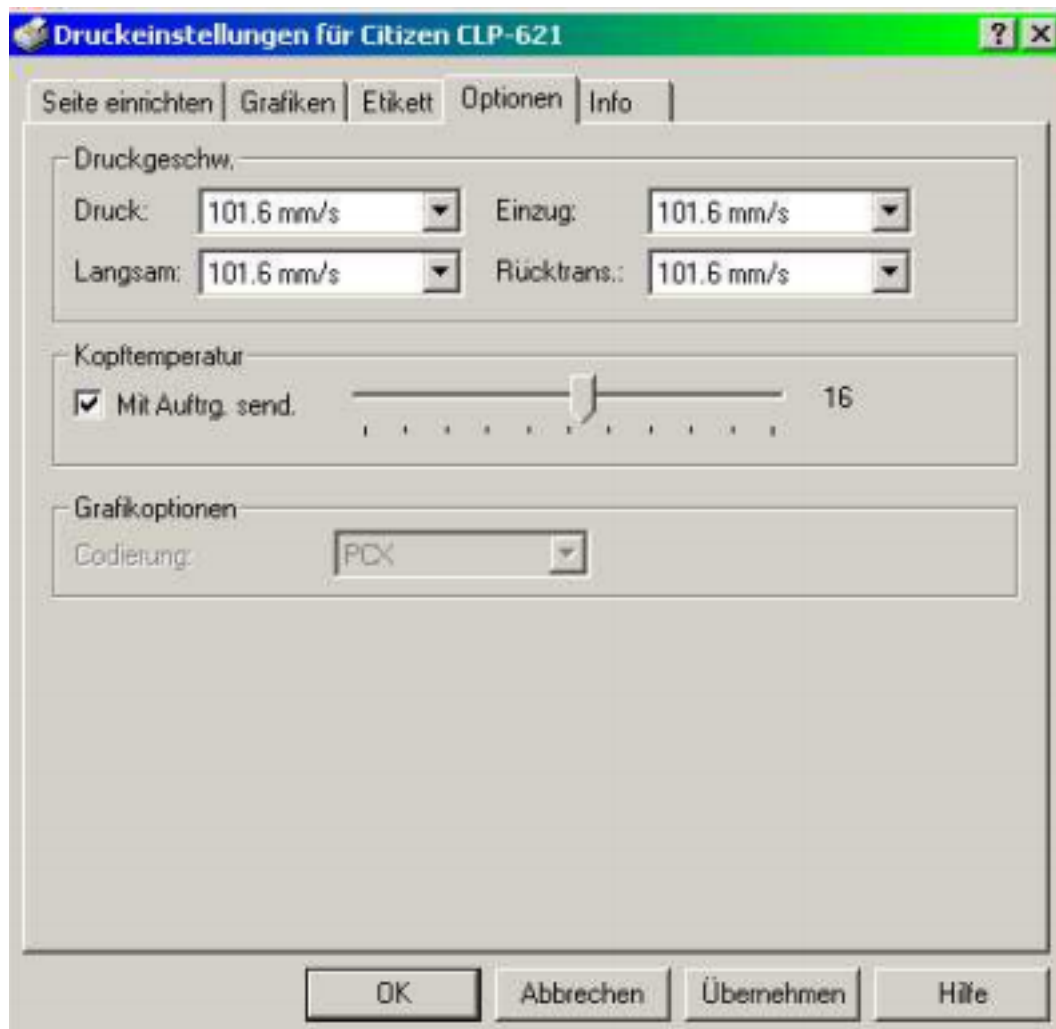 Druckeinstellungen für Citizen CLP-621
Seite einrichten Grafiken Etikett Optionen Info
Druckgeschw.
Druck: 101.6 mm/s Einzug: 101.6 mm/s
Langsam: 101.6 mm/s Rücktrans.: 101.6 mm/s
Kopftemperatur
Mit Auftrg. send. 16
Grafikoptionen
Codierung: PCX
OK Abbrechen Übernehmen Hilfe